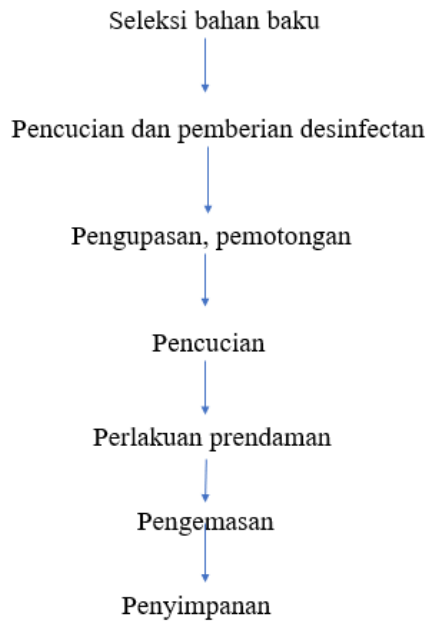 Seleksi bahan baku
Pencucian dan pemberian desinfectan
Pengupasan, pemotongan
Pencucian
Perlakuan prendaman
Pengemasan
Penyimpanan